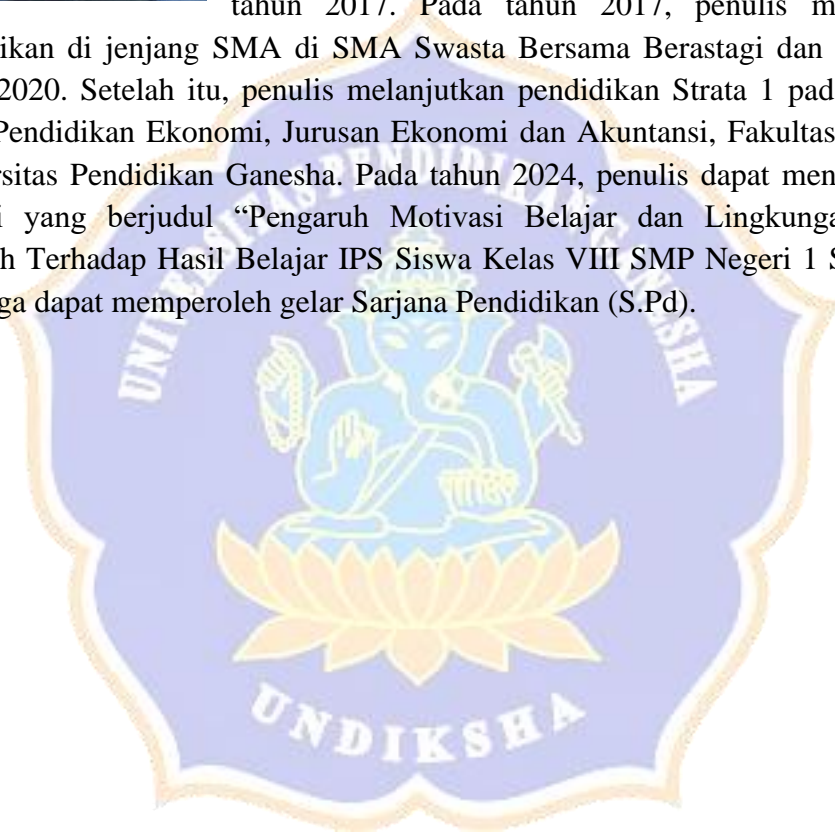 tahun 2017. Pada tahun 2017, penulis m
ikan di jenjang SMA di SMA Swasta Bersama Berastagi dan
2020. Setelah itu, penulis melanjutkan pendidikan Strata 1 pad
Pendidikan Ekonomi, Jurusan Ekonomi dan Akuntansi, Fakultas
rsitas Pendidikan Ganesha. Pada tahun 2024, penulis dapat men
i yang berjudul “Pengaruh Motivasi Belajar dan Lingkunga
h Terhadap Hasil Belajar IPS Siswa Kelas VIII SMP Negeri 1 S
ga dapat memperoleh gelar Sarjana Pendidikan (S.Pd).
UNIVERSITAS PENDIDIKAN GANESHA
UNDIKSHA